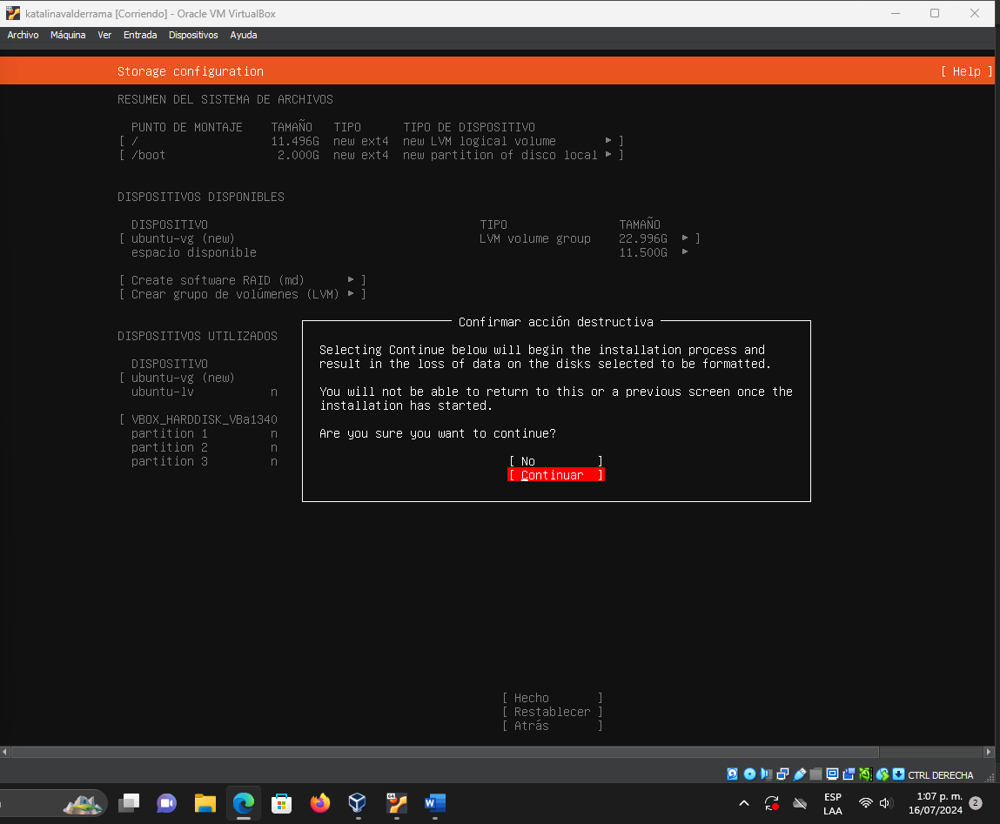 katalinavalderrama [Corriendo] - Oracle VM VirtualBox
Archivo Máquina Ver Entrada Dispositivos Ayuda
Storage configuration [ Help ]
RESUMEN DEL SISTEMA DE ARCHIVOS
PUNTO DE MONTAJE TAMAÑO TIPO TIPO DE DISPOSITIVO
[ / 11.496G new ext4 new LVM logical volume ▸ ]
[ /boot 2.000G new ext4 new partition of disco local ▸ ]
DISPOSITIVOS DISPONIBLES
DISPOSITIVO TIPO TAMAÑO
[ ubuntu-vg (new) LVM volume group 22.996G ▸ ]
espacio disponible 11.500G ▸
[ Create software RAID (md) ▸ ]
[ Crear grupo de volúmenes (LVM) ▸ ]
DISPOSITIVOS UTILIZADOS
DISPOSITIVO
[ ubuntu-vg (new)
ubuntu-lv n
[ VBOX_HARDDISK_VBa1340
partition 1 n
partition 2 n
partition 3 n
Confirmar acción destructiva
Selecting Continue below will begin the installation process and
result in the loss of data on the disks selected to be formatted.
You will not be able to return to this or a previous screen once the
installation has started.
Are you sure you want to continue?
[ No ]
[ Continuar ]
[ Hecho ]
[ Restablecer ]
[ Atrás ]
CTRL DERECHA
ESP
LAA
1:07 p. m.
16/07/2024
2